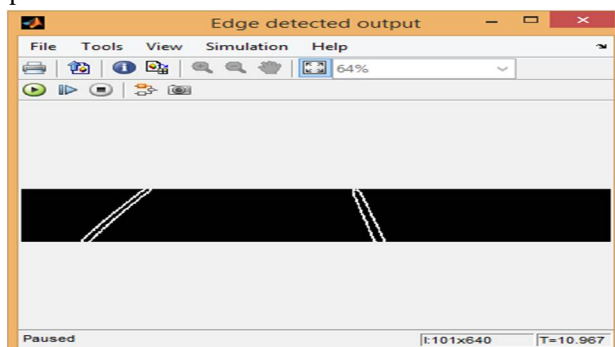 Edge detected output
File Tools View Simulation Help
64%
Paused I:101x640 T=10.967